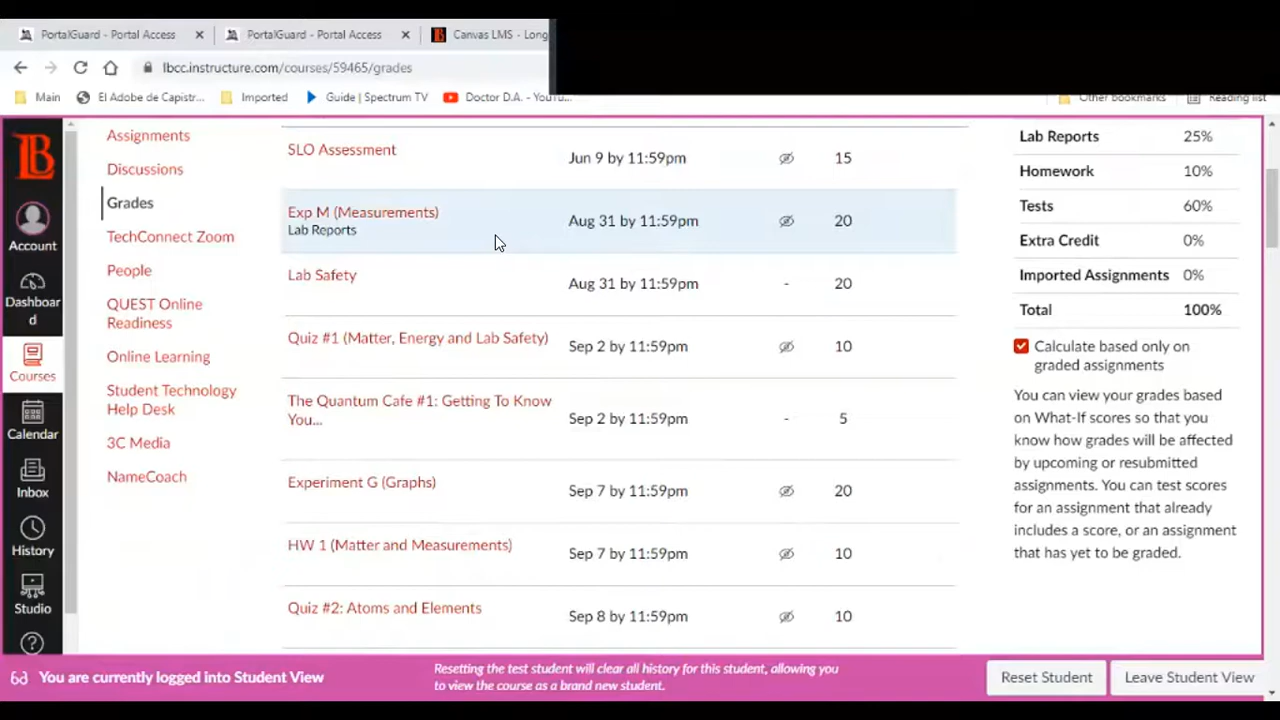 PortalGuard - Portal Access
PortalGuard - Portal Access
Canvas LMS - Long
lbcc.instructure.com/courses/59465/grades
Main
El Adobe de Capistr...
Imported
Guide | Spectrum TV
Doctor D.A. - YouTu...
Other bookmarks
Reading list
LB
Account
Dashboar
d
Courses
Calendar
Inbox
History
Studio
Assignments
Discussions
Grades
TechConnect Zoom
People
QUEST Online
Readiness
Online Learning
Student Technology
Help Desk
3C Media
NameCoach
SLO Assessment Jun 9 by 11:59pm 15
Exp M (Measurements)
Lab Reports
Aug 31 by 11:59pm 20
Lab Safety Aug 31 by 11:59pm - 20
Quiz #1 (Matter, Energy and Lab Safety) Sep 2 by 11:59pm 10
The Quantum Cafe #1: Getting To Know
You...
Sep 2 by 11:59pm - 5
Experiment G (Graphs) Sep 7 by 11:59pm 20
HW 1 (Matter and Measurements) Sep 7 by 11:59pm 10
Quiz #2: Atoms and Elements Sep 8 by 11:59pm 10
Lab Reports 25%
Homework 10%
Tests 60%
Extra Credit 0%
Imported Assignments 0%
Total 100%
Calculate based only on
graded assignments
You can view your grades based
on What-If scores so that you
know how grades will be affected
by upcoming or resubmitted
assignments. You can test scores
for an assignment that already
includes a score, or an assignment
that has yet to be graded.
You are currently logged into Student View
Resetting the test student will clear all history for this student, allowing you
to view the course as a brand new student.
Reset Student
Leave Student View